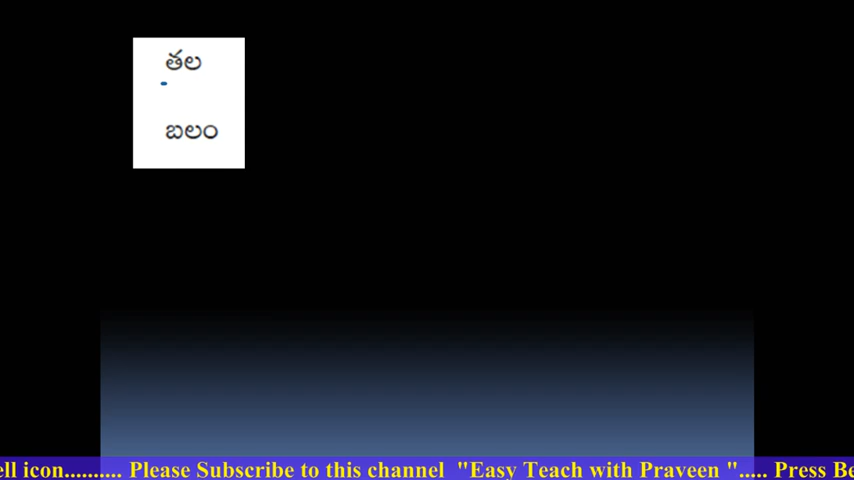 తల
బలం
ell icon.......... Please Subscribe to this channel "Easy Teach with Praveen "..... Press Be